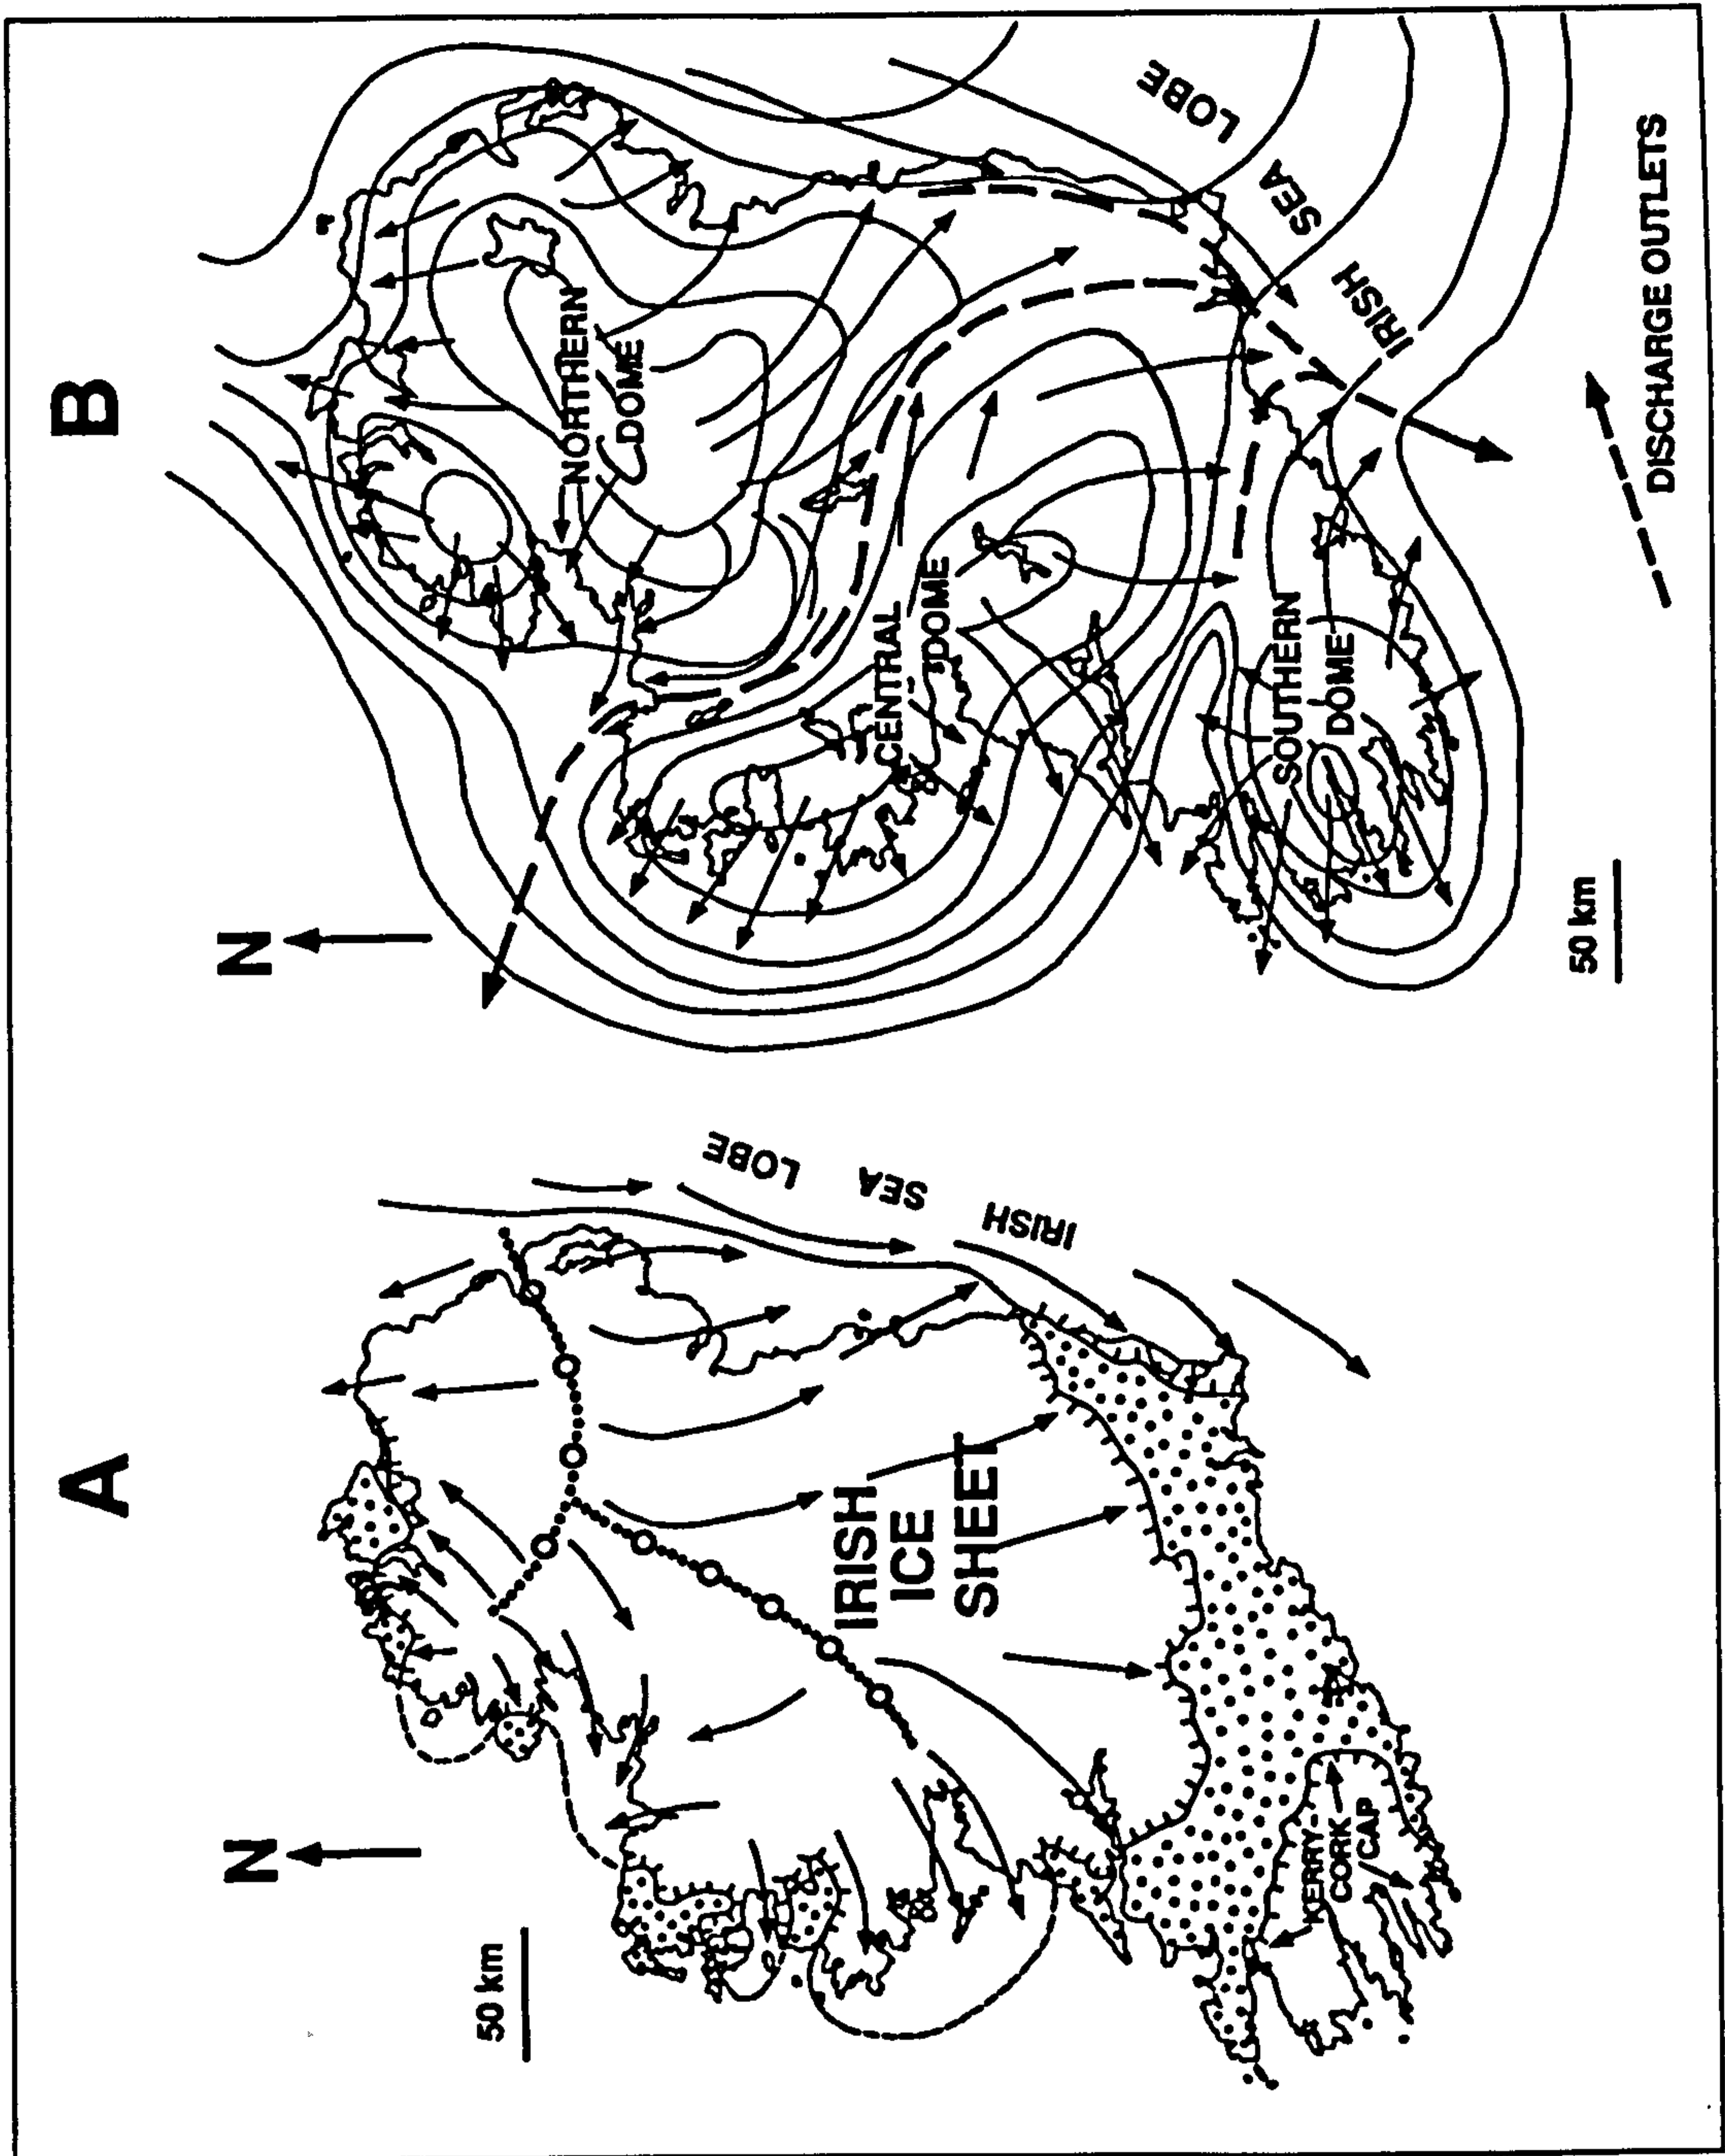 A
N
50 km
IRISH
ICE
SHEET
IRISH SEA LOBE
KERRY-
CORK
CAP
B
N
NORTHERN
DOME
CENTRAL
DOME
SOUTHERN
DOME
IRISH SEA LOBE
50 km
DISCHARGE OUTLETS